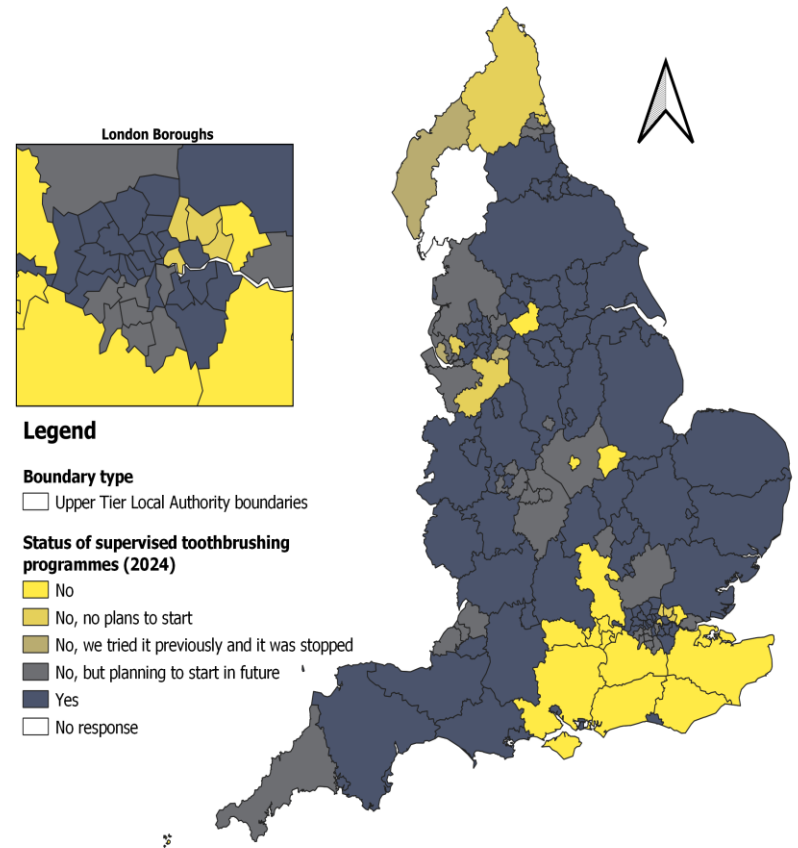 London Boroughs
Legend
Boundary type
Upper Tier Local Authority boundaries
Status of supervised toothbrushing
programmes (2024)
No
No, no plans to start
No, we tried it previously and it was stopped
No, but planning to start in future
Yes
No response